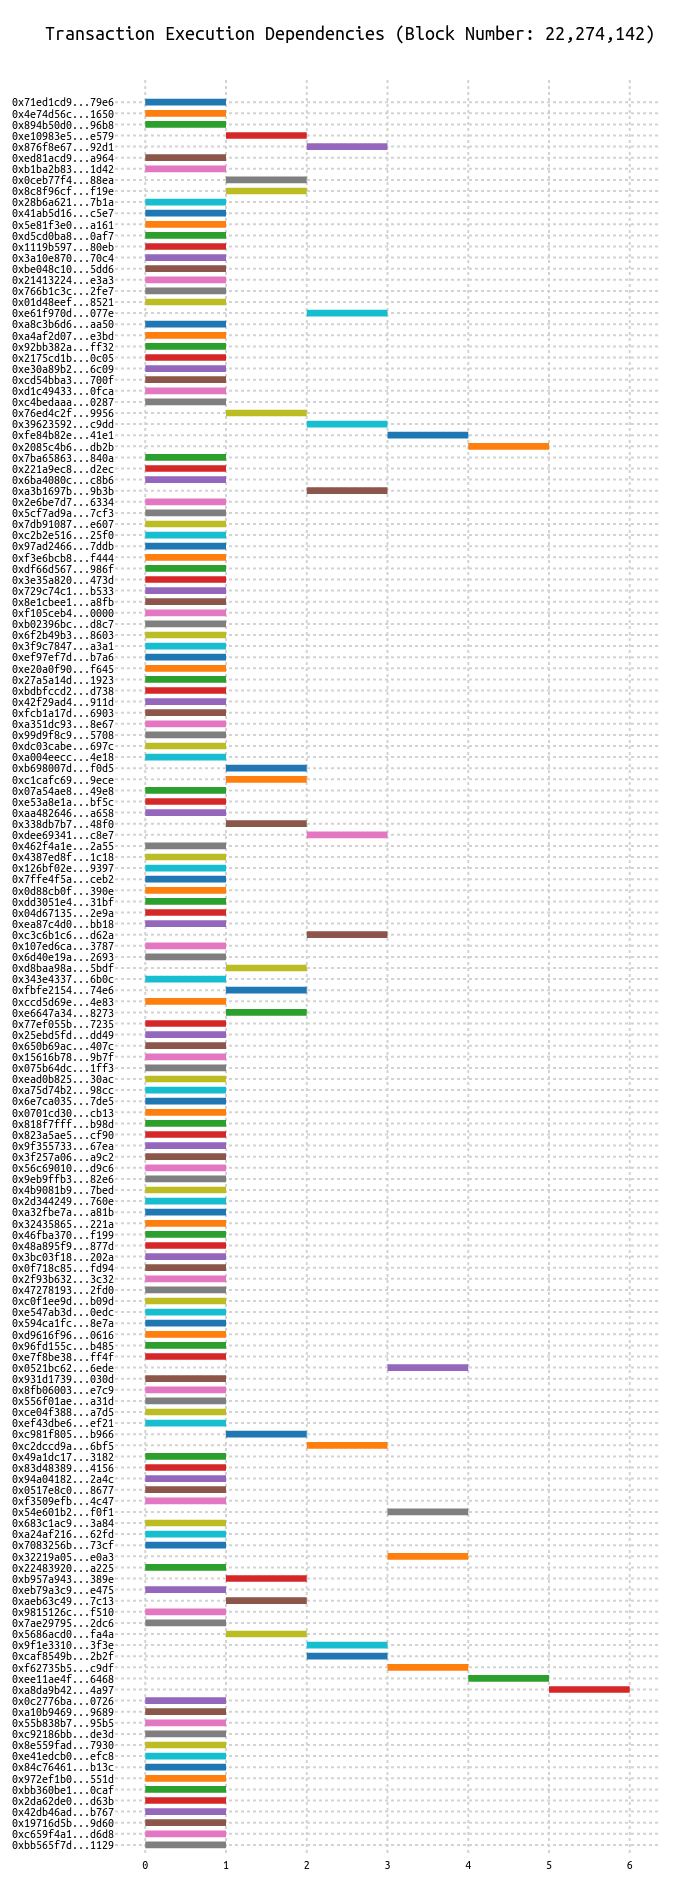 Transaction Execution Dependencies (Block Number: 22,274,142)
0x71ed1cd9...79e6
0x4e74d56c...1650
0x894b50d0...96b8
0xe10983e5...e579
0x876f8e67...92d1
0xed81acd9...a964
0xb1ba2b83...1d42
0x0ceb77f4...88ea
0x8c8f96cf...f19e
0x28b6a621...7b1a
0x41ab5d16...c5e7
0x5e81f3e0...a161
0xd5cd0ba8...0af7
0x1119b597...80eb
0x3a10e870...70c4
0xbe048c10...5dd6
0x21413224...e3a3
0x766b1c3c...2fe7
0x01d48eef...8521
0xe61f970d...077e
0xa8c3b6d6...aa50
0xa4af2d07...e3bd
0x92bb382a...ff32
0x2175cd1b...0c05
0xe30a89b2...6c09
0xcd54bba3...700f
0xd1c49433...0fca
0xc4bedaaa...0287
0x76ed4c2f...9956
0x39623592...c9dd
0xfe84b82e...41e1
0x2085c4b6...db2b
0x7ba65863...840a
0x221a9ec8...d2ec
0x6ba4080c...c8b6
0xa3b1697b...9b3b
0x2e6be7d7...6334
0x5cf7ad9a...7cf3
0x7db91087...e607
0xc2b2e516...25f0
0x97ad2466...7ddb
0xf3e6bcb8...f444
0xdf66d567...986f
0x3e35a820...473d
0x729c74c1...b533
0x8e1cbee1...a8fb
0xf105ceb4...0000
0xb02396bc...d8c7
0x6f2b49b3...8603
0x3f9c7847...a3a1
0xef97ef7d...b7a6
0xe20a0f90...f645
0x27a5a14d...1923
0xbdbfccd2...d738
0x42f29ad4...911d
0xfcb1a17d...6903
0xa351dc93...8e67
0x99d9f8c9...5708
0xdc03cabe...697c
0xa004eecc...4e18
0xb698007d...f0d5
0xc1cafc69...9ece
0x07a54ae8...49e8
0xe53a8e1a...bf5c
0xaa482646...a658
0x338db7b7...48f0
0xdee69341...c8e7
0x462f4a1e...2a55
0x4387ed8f...1c18
0x126bf02e...9397
0x7ffe4f5a...ceb2
0x0d88cb0f...390e
0xdd3051e4...31bf
0x04d67135...2e9a
0xea87c4d0...bb18
0xc3c6b1c6...d62a
0x107ed6ca...3787
0x6d40e19a...2693
0xd8baa98a...5bdf
0x343e4337...6b0c
0xfbfe2154...74e6
0xccd5d69e...4e83
0xe6647a34...8273
0x77ef055b...7235
0x25ebd5fd...dd49
0x650b69ac...407c
0x15616b78...9b7f
0x075b64dc...1ff3
0xead0b825...30ac
0xa75d74b2...98cc
0x6e7ca035...7de5
0x0701cd30...cb13
0x818f7fff...b98d
0x823a5ae5...cf90
0x9f355733...67ea
0x3f257a06...a9c2
0x56c69010...d9c6
0x9eb9ffb3...82e6
0x4b9081b9...7bed
0x2d344249...760e
0xa32fbe7a...a81b
0x32435865...221a
0x46fba370...f199
0x48a895f9...877d
0x3bc03f18...202a
0x0f718c85...fd94
0x2f93b632...3c32
0x47278193...2fd0
0xc0f1ee9d...b09d
0xe547ab3d...0edc
0x594ca1fc...8e7a
0xd9616f96...0616
0x96fd155c...b485
0xe7f8be38...ff4f
0x0521bc62...6ede
0x931d1739...030d
0x8fb06003...e7c9
0x556f01ae...a31d
0xce04f388...a7d5
0xef43dbe6...ef21
0xc981f805...b966
0xc2dccd9a...6bf5
0x49a1dc17...3182
0x83d48389...4156
0x94a04182...2a4c
0x0517e8c0...8677
0xf3509efb...4c47
0x54e601b2...f0f1
0x683c1ac9...3a84
0xa24af216...62fd
0x7083256b...73cf
0x32219a05...e0a3
0x22483920...a225
0xb957a943...389e
0xeb79a3c9...e475
0xaeb63c49...7c13
0x9815126c...f510
0x7ae29795...2dc6
0x5686acd0...fa4a
0x9f1e3310...3f3e
0xcaf8549b...2b2f
0xf62735b5...c9df
0xee11ae4f...6468
0xa8da9b42...4a97
0x0c2776ba...0726
0xa10b9469...9689
0x55b838b7...95b5
0xc92186bb...de3d
0x8e559fad...7930
0xe41edcb0...efc8
0x84c76461...b13c
0x972ef1b0...551d
0xbb360be1...0caf
0x2da62de0...d63b
0x42db46ad...b767
0x19716d5b...9d60
0xc659f4a1...d6d8
0xbb565f7d...1129
0 1 2 3 4 5 6